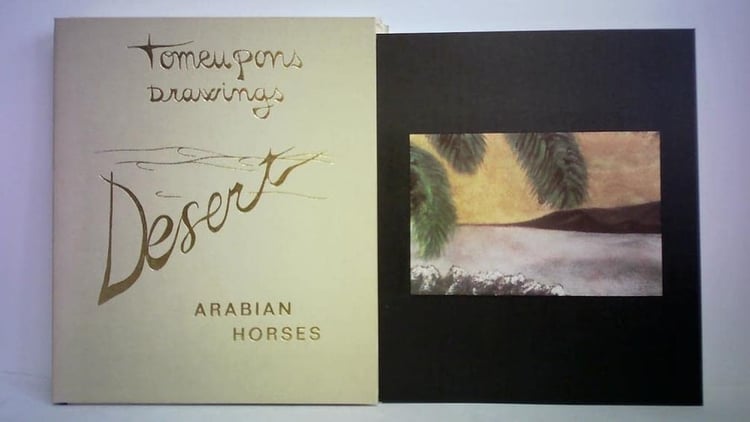 Tomeu pons
Drawings
Desert
ARABIAN
HORSES